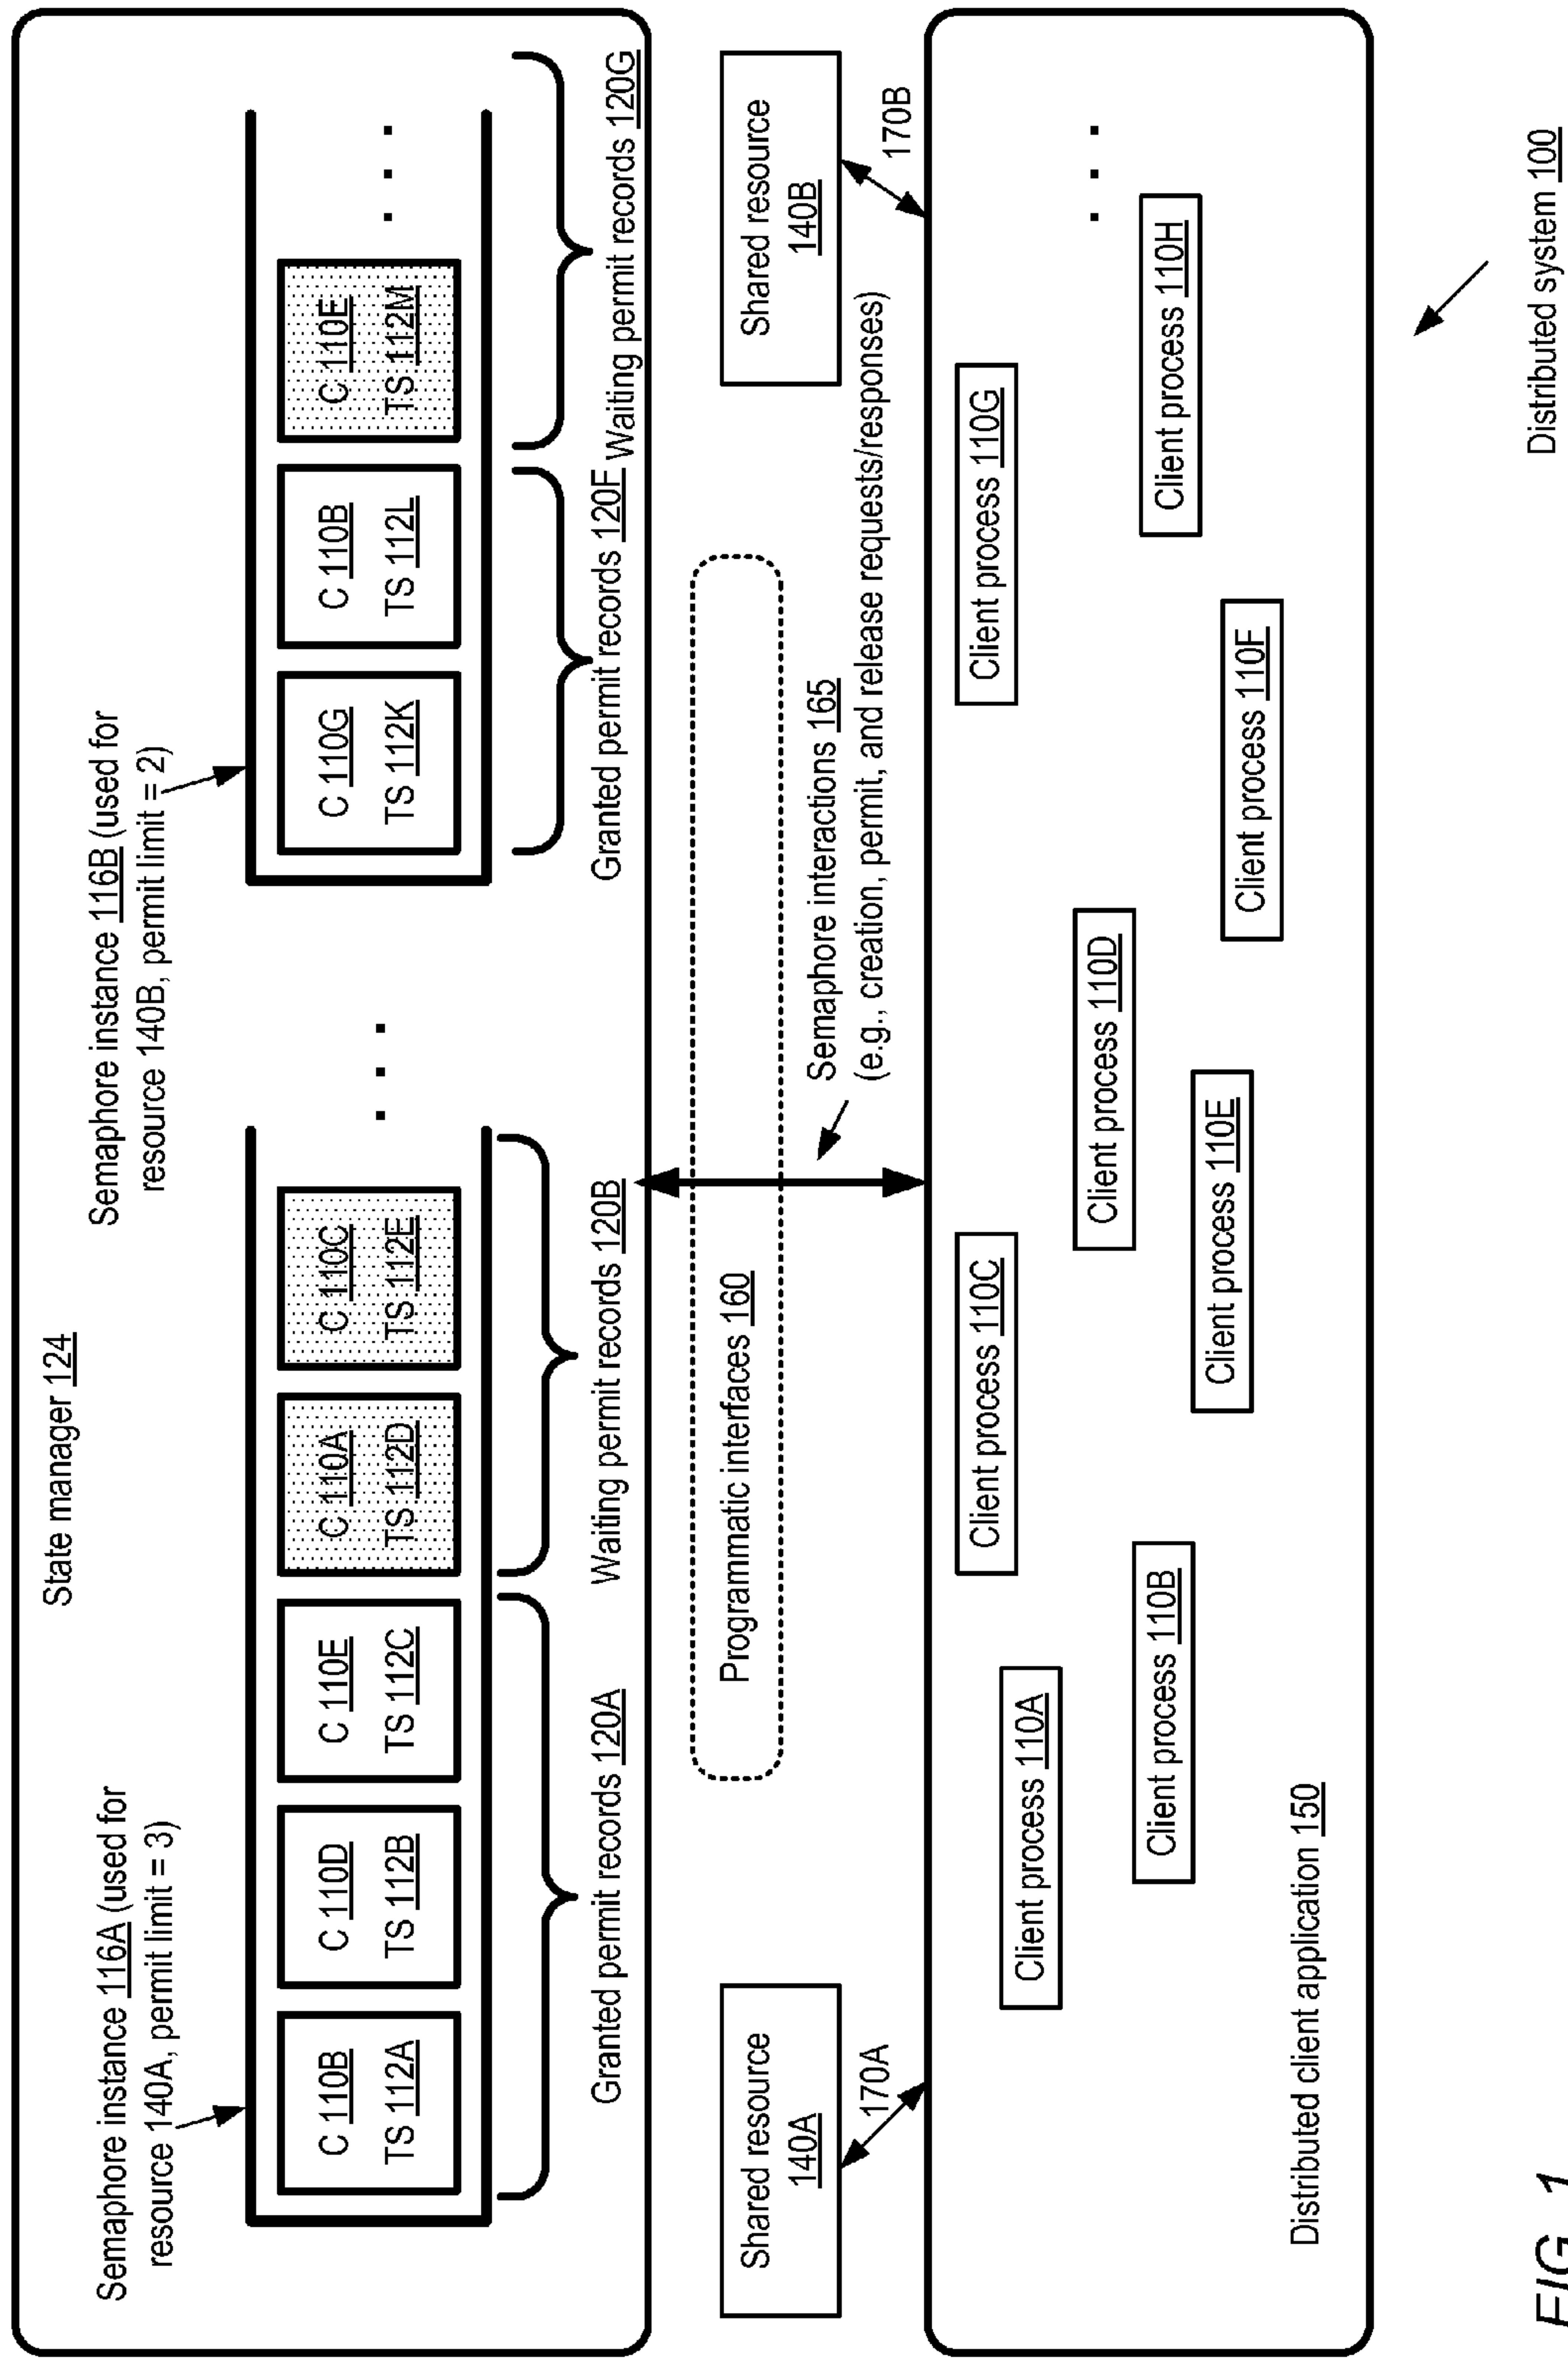 State manager 124
Semaphore instance 116A (used for
resource 140A, permit limit = 3)
Semaphore instance 116B (used for
resource 140B, permit limit = 2)
C 110B
TS 112A
C 110D
TS 112B
C 110E
TS 112C
C 110A
TS 112D
C 110C
TS 112E
. . .
C 110G
TS 112K
C 110B
TS 112L
C 110E
TS 112M
. . .
Granted permit records 120A
Waiting permit records 120B
Granted permit records 120F
Waiting permit records 120G
Shared resource
140A
170A
Programmatic interfaces 160
Semaphore interactions 165
(e.g., creation, permit, and release requests/responses)
Shared resource
140B
170B
Client process 110A
Client process 110B
Client process 110C
Client process 110D
Client process 110E
Client process 110F
Client process 110G
Client process 110H
. . .
Distributed client application 150
Distributed system 100
FIG. 1